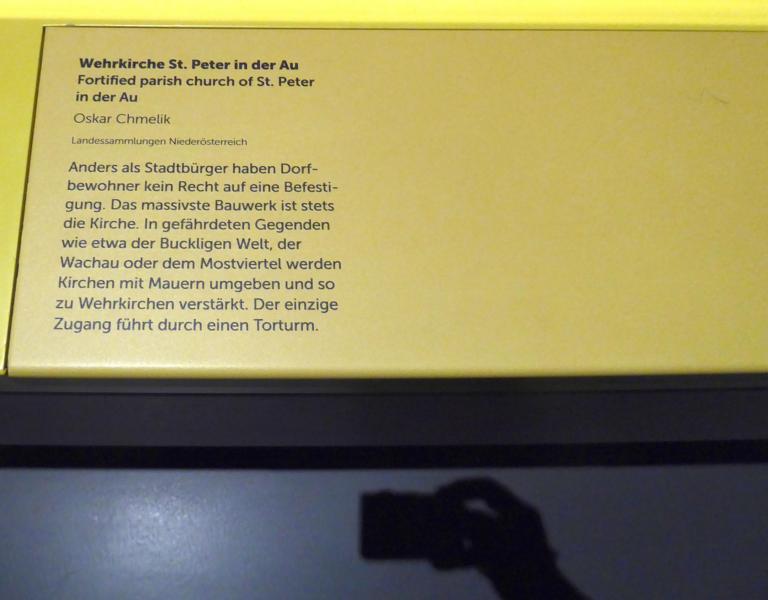 Wehrkirche St. Peter in der Au
Fortified parish church of St. Peter
in der Au
Oskar Chmelik
Landessammlungen Niederösterreich
Anders als Stadtbürger haben Dorf-
bewohner kein Recht auf eine Befesti-
gung. Das massivste Bauwerk ist stets
die Kirche. In gefährdeten Gegenden
wie etwa der Buckligen Welt, der
Wachau oder dem Mostviertel werden
Kirchen mit Mauern umgeben und so
zu Wehrkirchen verstärkt. Der einzige
Zugang führt durch einen Torturm.